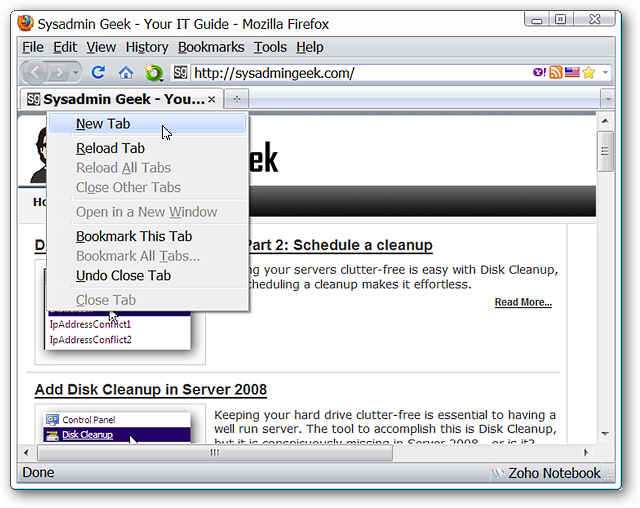 Sysadmin Geek - Your IT Guide - Mozilla Firefox
File Edit View History Bookmarks Tools Help
SG http://sysadmingeek.com/ Y!
SG Sysadmin Geek - You...
New Tab
Reload Tab
Reload All Tabs
Close Other Tabs
Open in a New Window
Bookmark This Tab
Bookmark All Tabs...
Undo Close Tab
Close Tab
ek
Ho
D Part 2: Schedule a cleanup
ing your servers clutter-free is easy with Disk Cleanup,
cheduling a cleanup makes it effortless.
Read More...
IpAddressConflict1
IpAddressConflict2
Add Disk Cleanup in Server 2008
Control Panel
Disk Cleanup
Keeping your hard drive clutter-free is essential to having a
well run server. The tool to accomplish this is Disk Cleanup,
but it is conspicuously missing in Server 2008...or is it?
Done
Zoho Notebook